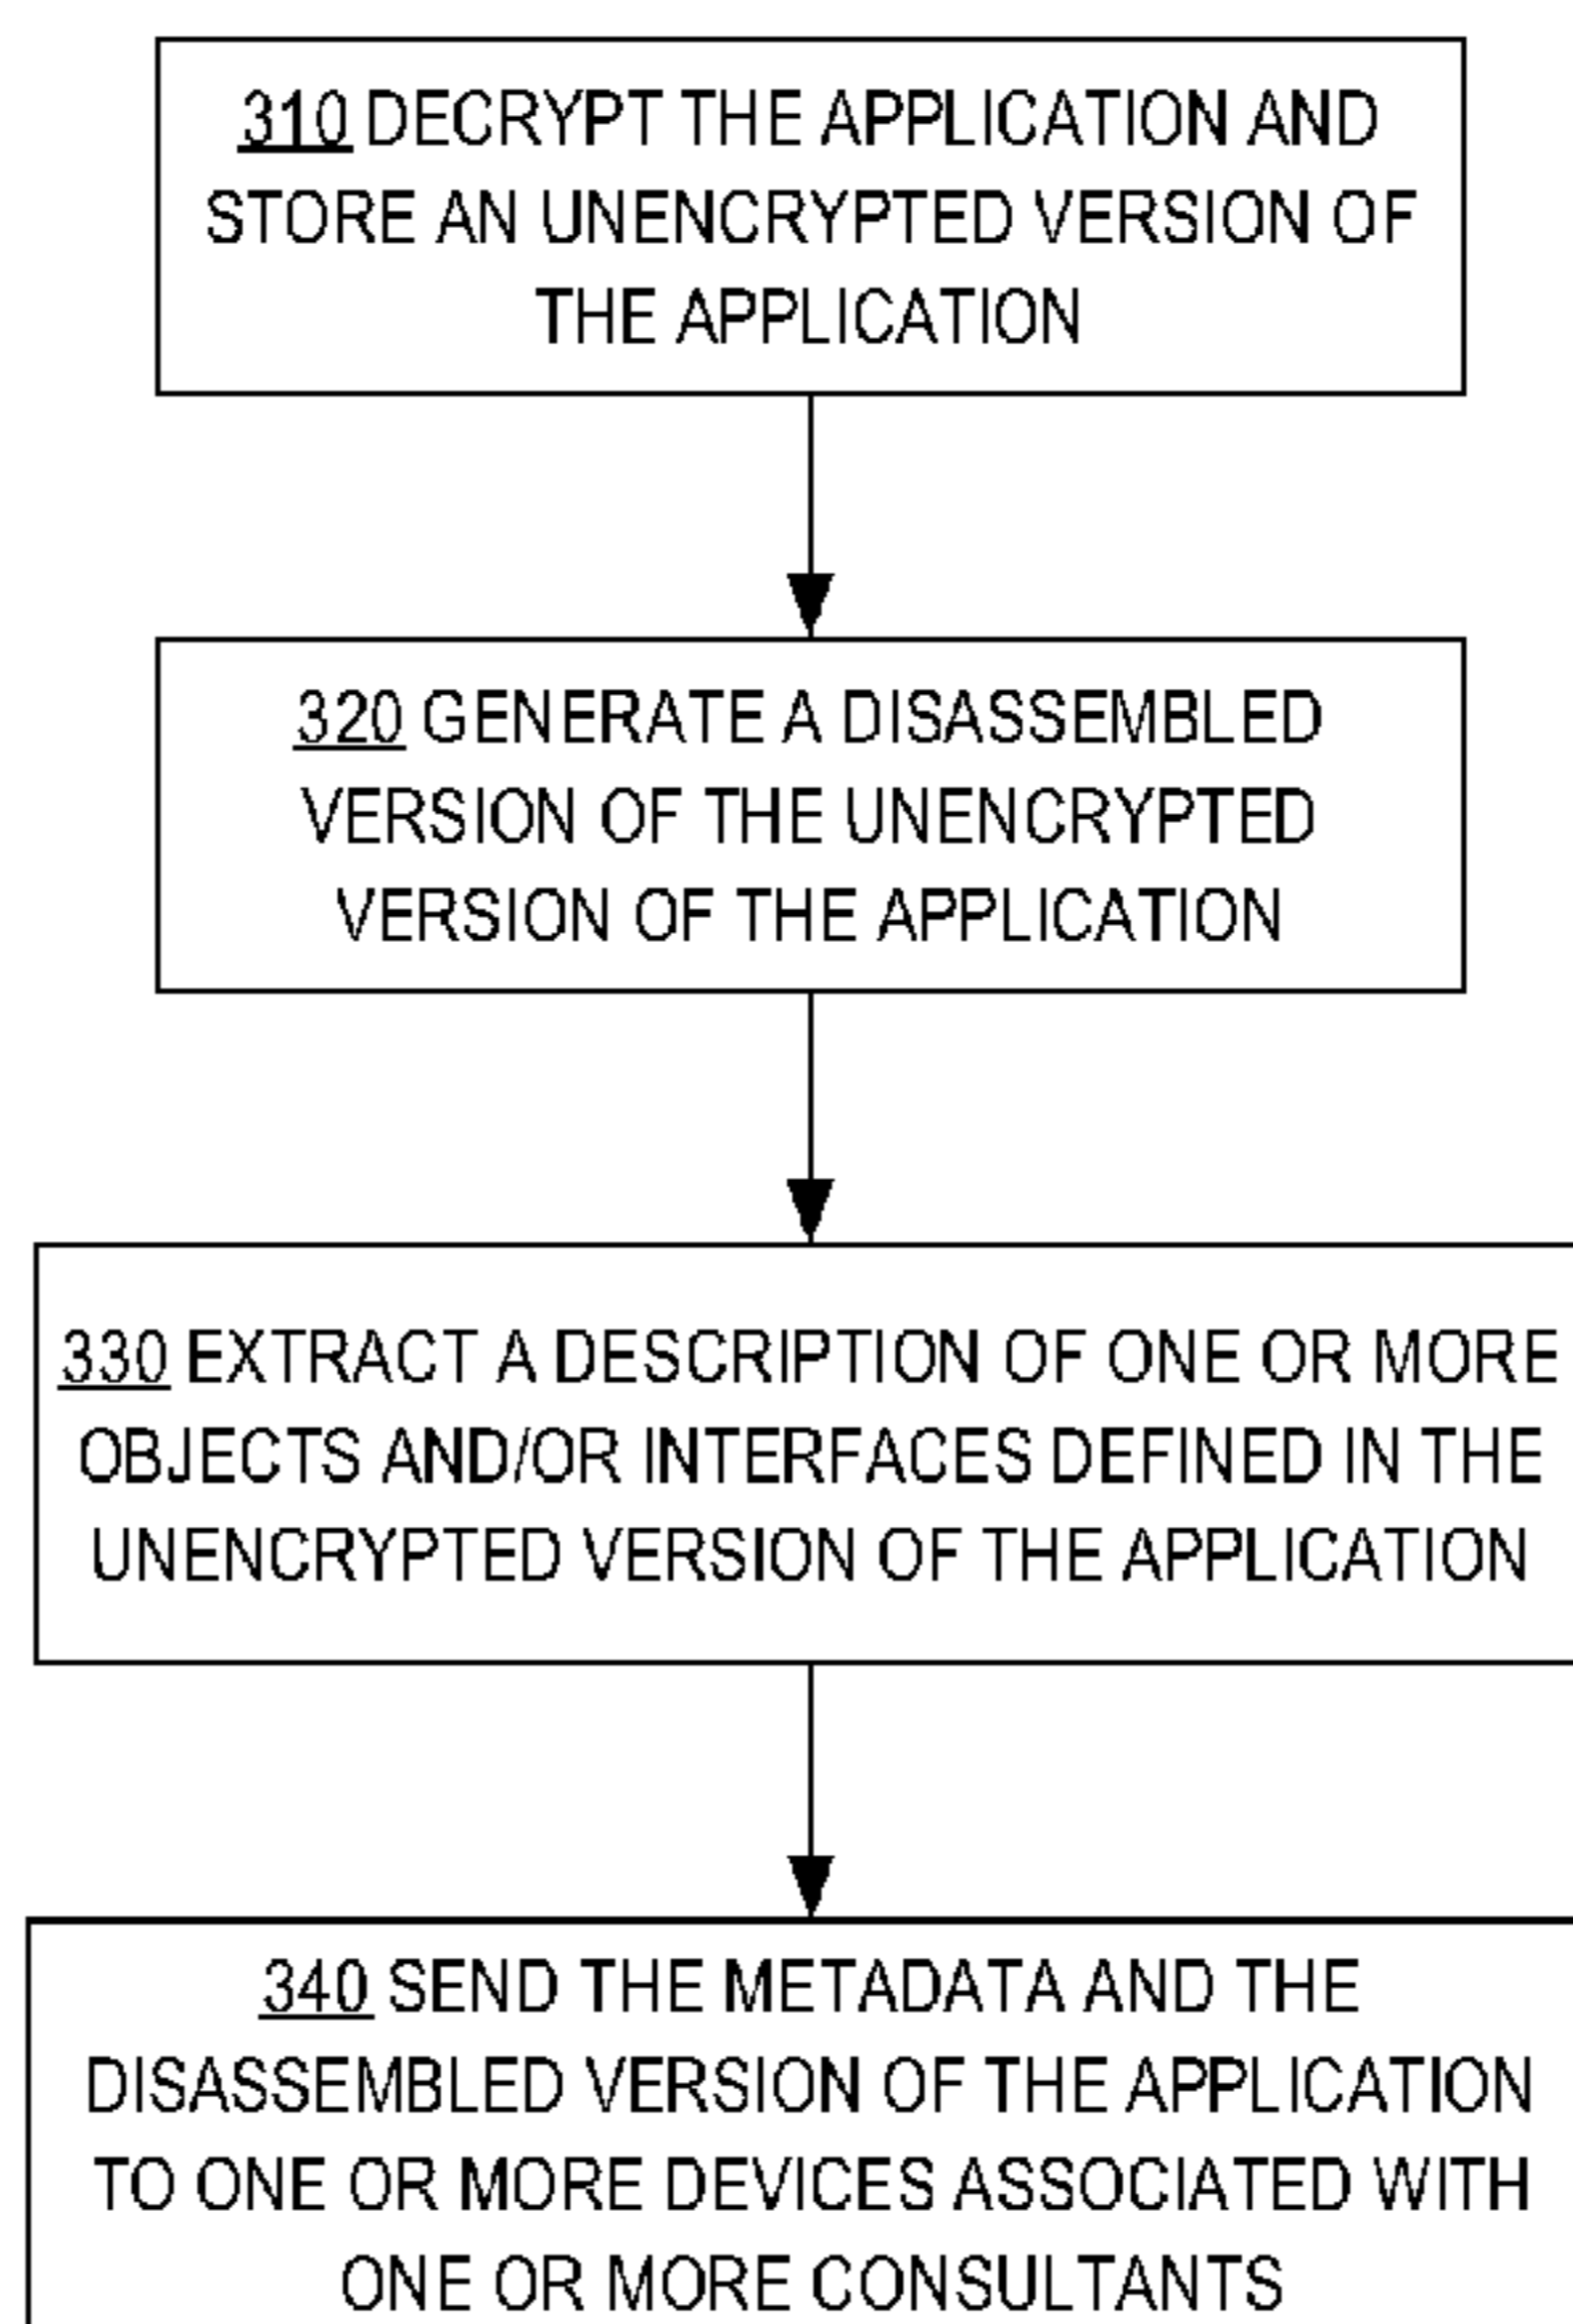 310 DECRYPT THE APPLICATION AND
STORE AN UNENCRYPTED VERSION OF
THE APPLICATION
320 GENERATE A DISASSEMBLED
VERSION OF THE UNENCRYPTED
VERSION OF THE APPLICATION
330 EXTRACT A DESCRIPTION OF ONE OR MORE
OBJECTS AND/OR INTERFACES DEFINED IN THE
UNENCRYPTED VERSION OF THE APPLICATION
340 SEND THE METADATA AND THE
DISASSEMBLED VERSION OF THE APPLICATION
TO ONE OR MORE DEVICES ASSOCIATED WITH
ONE OR MORE CONSULTANTS